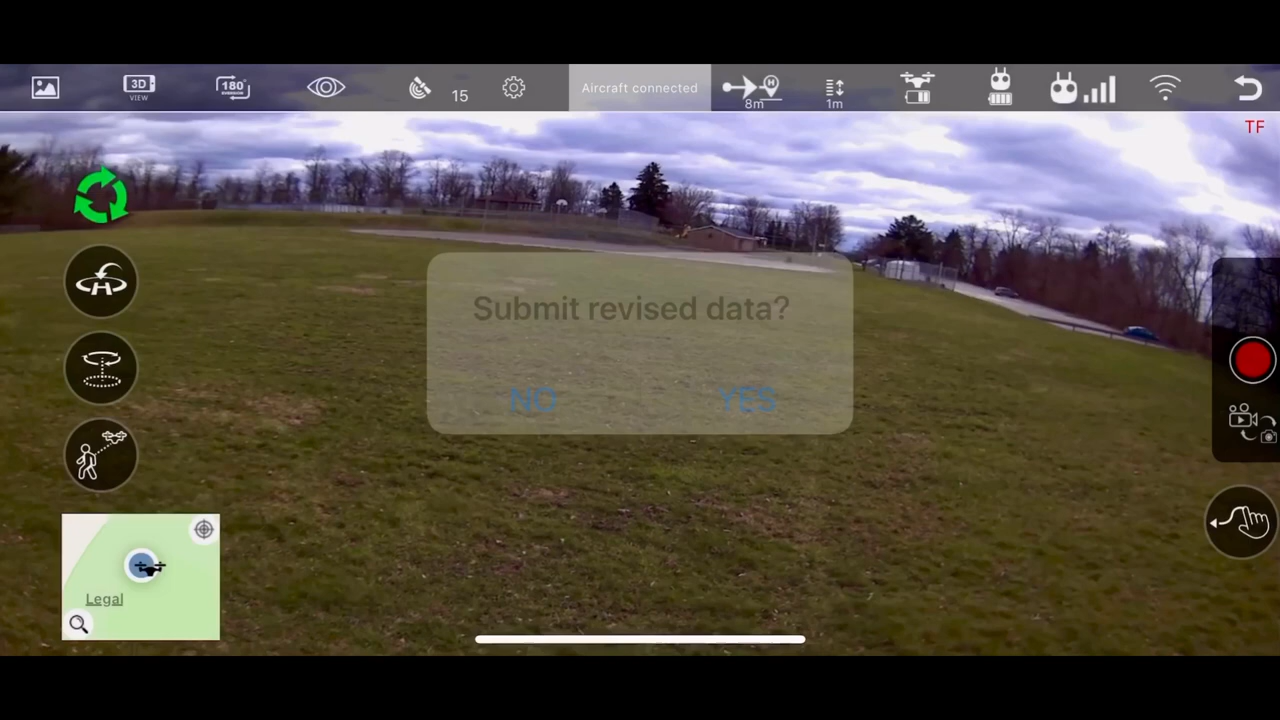 3D
VIEW
180°
15
Aircraft connected
H
8m
1m
TF
Submit revised data?
NO
YES
H
Legal